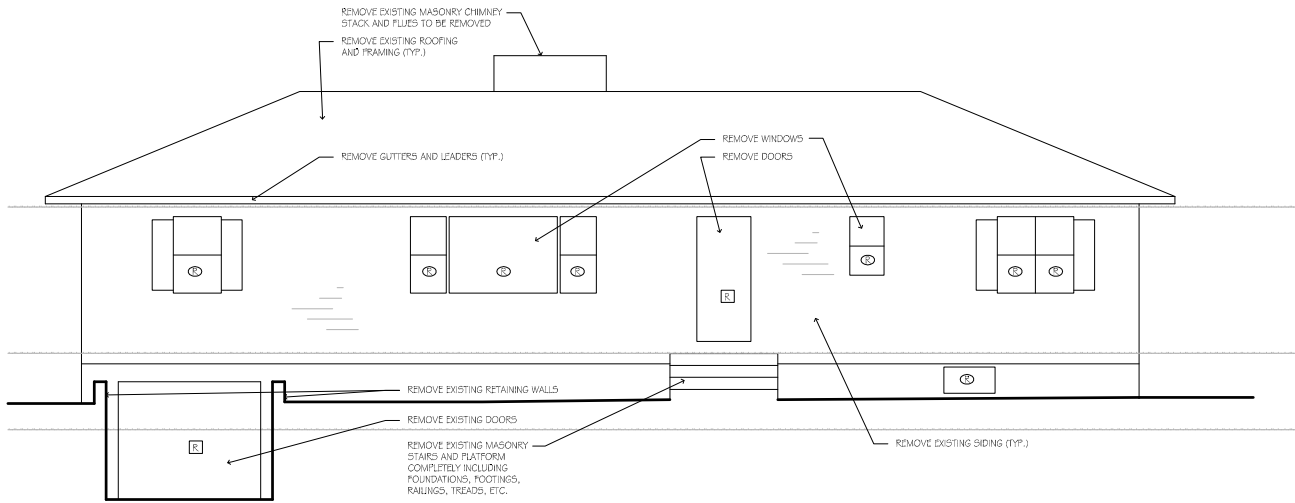 REMOVE EXISTING MASONRY CHIMNEY
STACK AND FLUES TO BE REMOVED
REMOVE EXISTING ROOFING
AND FRAMING (TYP.)
REMOVE WINDOWS
REMOVE GUTTERS AND LEADERS (TYP.)
REMOVE DOORS
R
R
R
R
R
R
R
R
R
REMOVE EXISTING RETAINING WALLS
REMOVE EXISTING DOORS
R
REMOVE EXISTING MASONRY
STAIRS AND PLATFORM
COMPLETELY INCLUDING
FOUNDATIONS, FOOTINGS,
RAILINGS, TREADS, ETC.
REMOVE EXISTING SIDING (TYP.)